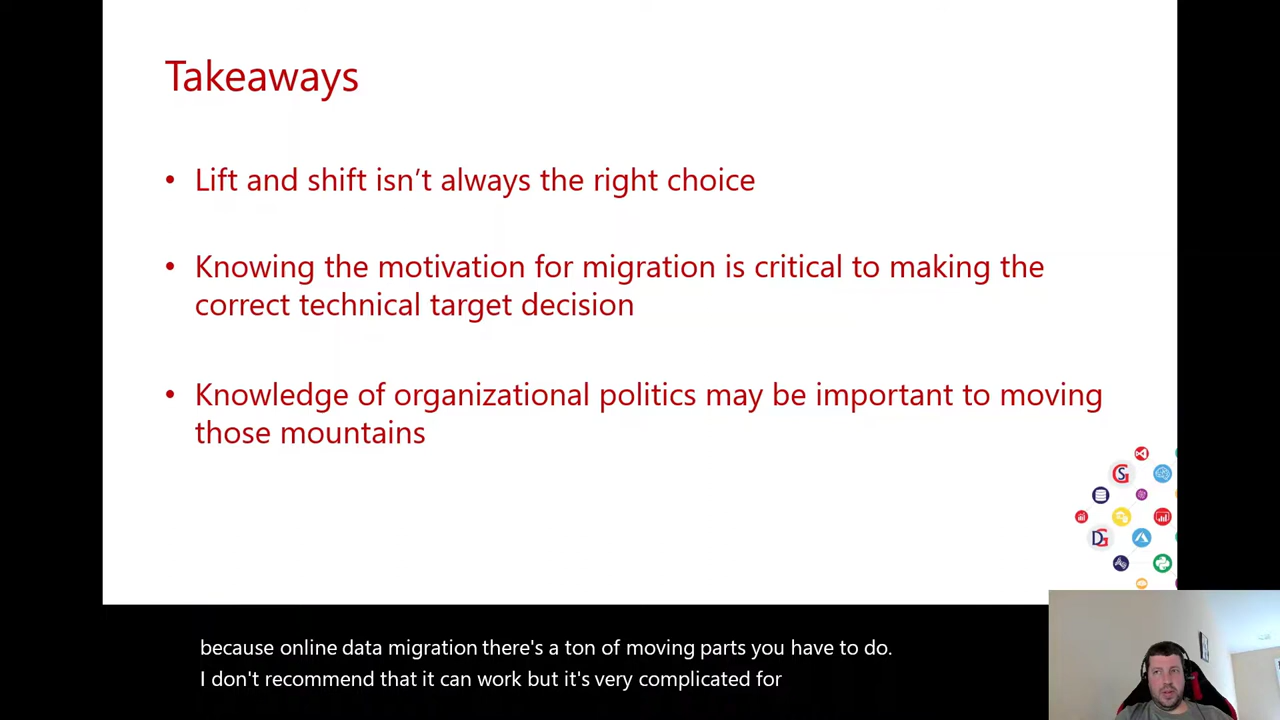 Takeaways
• Lift and shift isn’t always the right choice
• Knowing the motivation for migration is critical to making the
correct technical target decision
• Knowledge of organizational politics may be important to moving
those mountains
GS
DG
because online data migration there's a ton of moving parts you have to do.
I don't recommend that it can work but it's very complicated for